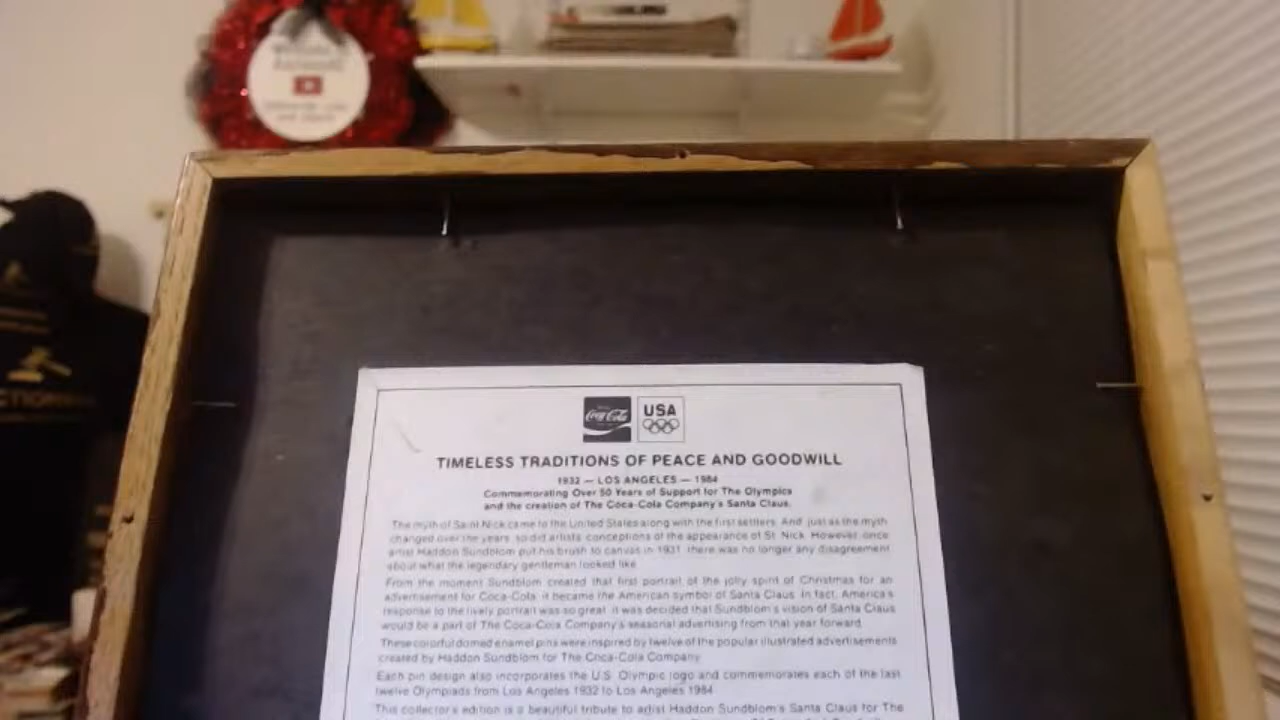 Coca-Cola
USA
TIMELESS TRADITIONS OF PEACE AND GOODWILL
1932 — LOS ANGELES — 1984
Commemorating Over 50 Years of Support for The Olympics
and the creation of The Coca-Cola Company's Santa Claus.
The myth of Saint Nick came to the United States along with the first settlers. And, just as the myth
changed over the years, so did artists' conceptions of the appearance of St. Nick. However, once
artist Haddon Sundblom put his brush to canvas in 1931, there was no longer any disagreement
about what the legendary gentleman looked like.
From the moment Sundblom created that first portrait of the jolly spirit of Christmas for an
advertisement for Coca-Cola, it became the American symbol of Santa Claus. In fact, America's
response to the lively portrait was so great, it was decided that Sundblom's vision of Santa Claus
would be a part of The Coca-Cola Company's seasonal advertising from that year forward.
These colorful domed enamel pins were inspired by twelve of the popular illustrated advertisements
created by Haddon Sundblom for The Coca-Cola Company.
Each pin design also incorporates the U.S. Olympic logo and commemorates each of the last
twelve Olympiads from Los Angeles 1932 to Los Angeles 1984.
This collector's edition is a beautiful tribute to artist Haddon Sundblom's Santa Claus for The